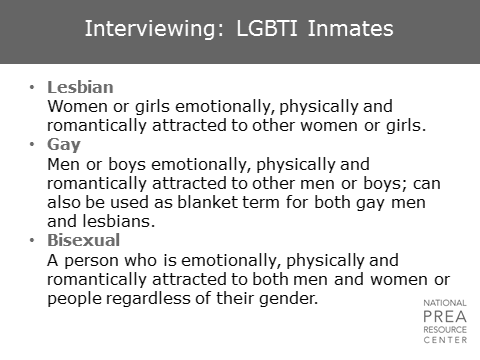 Interviewing: LGBTI Inmates
• Lesbian
Women or girls emotionally, physically and
romantically attracted to other women or girls.
• Gay
Men or boys emotionally, physically and
romantically attracted to other men or boys; can
also be used as blanket term for both gay men
and lesbians.
• Bisexual
A person who is emotionally, physically and
romantically attracted to both men and women or
people regardless of their gender.
NATIONAL
PREA
RESOURCE
CENTER